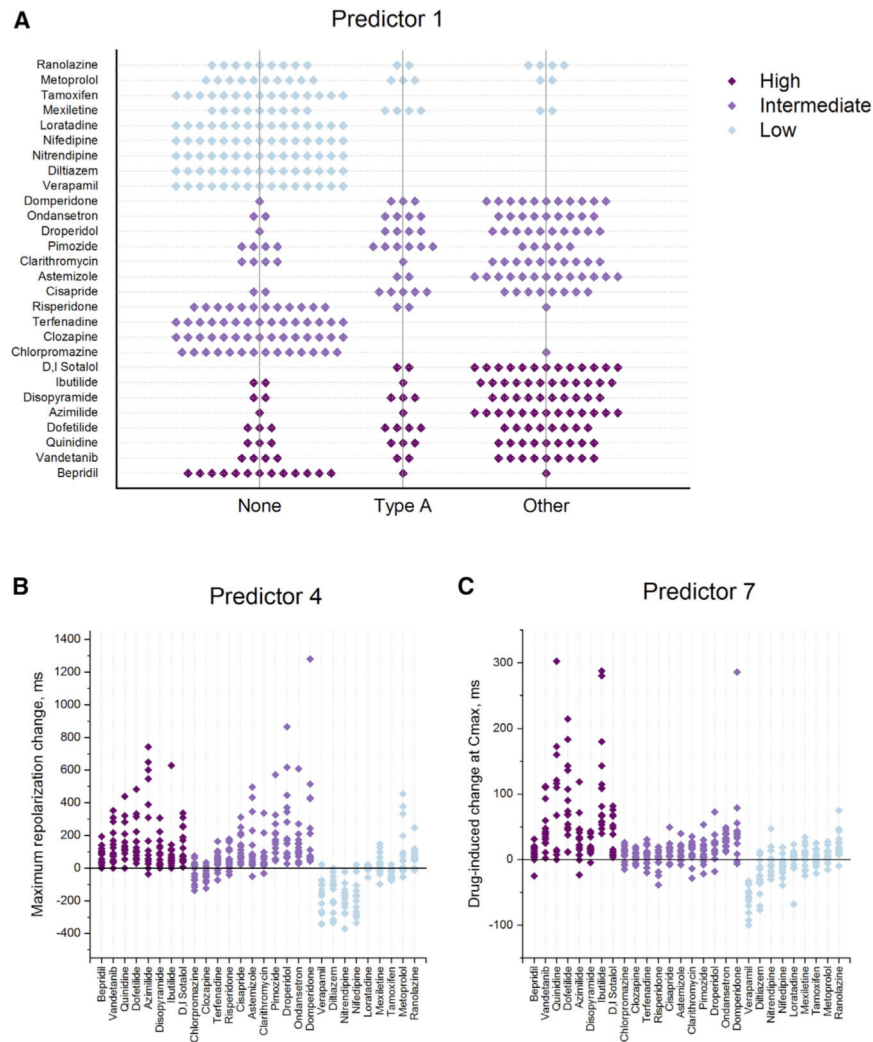 A
Predictor 1
Ranolazine
Metoprolol
Tamoxifen
Mexiletine
Loratadine
Nifedipine
Nitrendipine
Diltiazem
Verapamil
Domperidone
Ondansetron
Droperidol
Pimozide
Clarithromycin
Astemizole
Cisapride
Risperidone
Terfenadine
Clozapine
Chlorpromazine
D,l Sotalol
Ibutilide
Disopyramide
Azimilide
Dofetilide
Quinidine
Vandetanib
Bepridil
None Type A Other
High
Intermediate
Low
B
Predictor 4
Maximum repolarization change, ms
1400
1200
1000
800
600
400
200
0
-200
-400
Bepridil
Vandetanib
Quinidine
Dofetilide
Azimilide
Disopyramide
Ibutilide
D,l Sotalol
Chlorpromazine
Clozapine
Terfenadine
Risperidone
Cisapride
Astemizole
Clarithromycin
Pimozide
Droperidol
Ondansetron
Domperidone
Verapamil
Diltiazem
Nitrendipine
Nifedipine
Loratadine
Mexiletine
Tamoxifen
Metoprolol
Ranolazine
C
Predictor 7
Drug-induced change at Cmax, ms
300
200
100
0
-100
Bepridil
Vandetanib
Quinidine
Dofetilide
Azimilide
Disopyramide
Ibutilide
D,l Sotalol
Chlorpromazine
Clozapine
Terfenadine
Risperidone
Cisapride
Astemizole
Clarithromycin
Pimozide
Droperidol
Ondansetron
Domperidone
Verapamil
Diltiazem
Nitrendipine
Nifedipine
Loratadine
Mexiletine
Tamoxifen
Metoprolol
Ranolazine